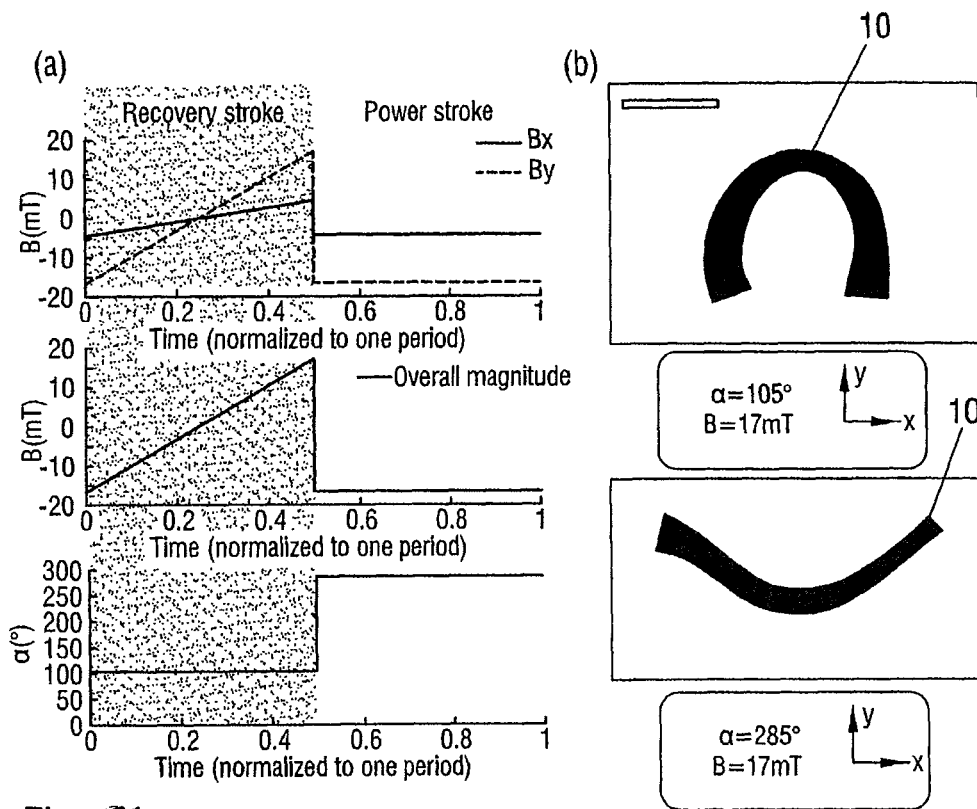 (a)
Recovery stroke
Power stroke
Bx
By
B(mT)
20
10
0
-10
-20
0 0.2 0.4 0.6 0.8 1
Time (normalized to one period)
Overall magnitude
B(mT)
20
10
0
-10
-20
0 0.2 0.4 0.6 0.8 1
Time (normalized to one period)
α(°)
300
250
200
150
100
50
0
0 0.2 0.4 0.6 0.8 1
Time (normalized to one period)
(b)
10
α=105°
B=17mT
y
x
10
α=285°
B=17mT
y
x